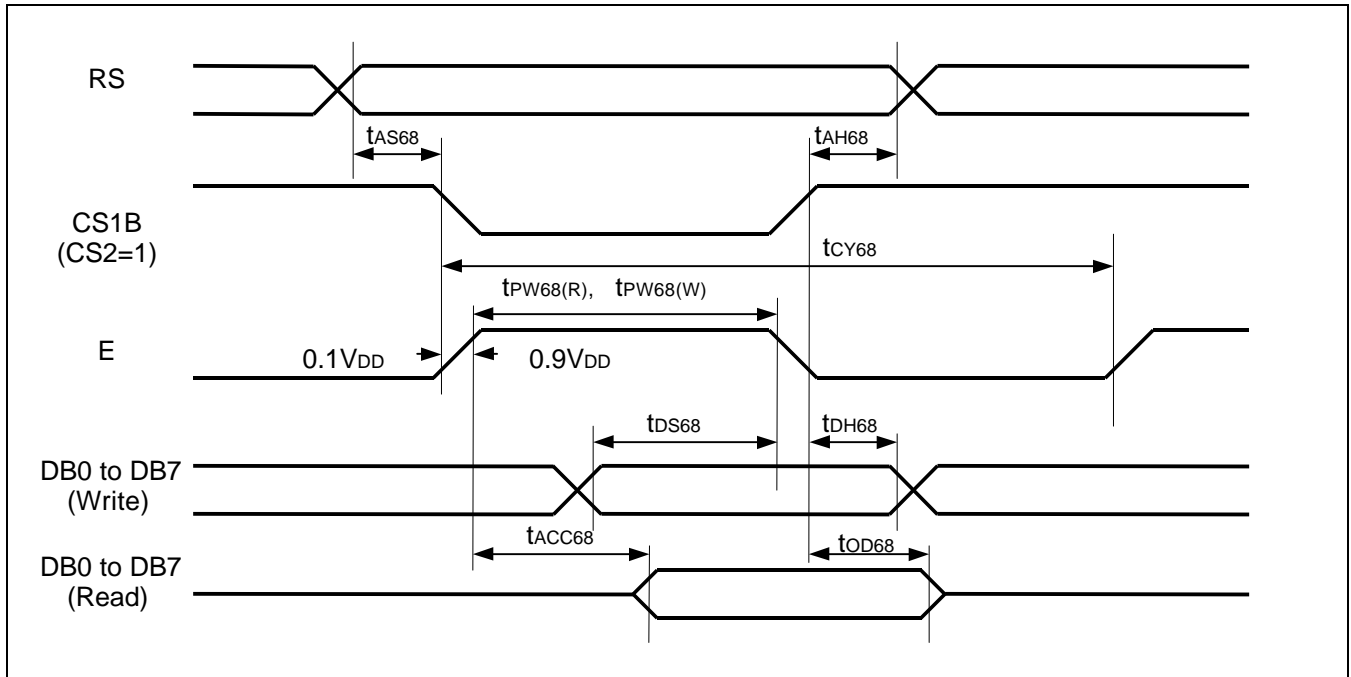 RS
tAS68
tAH68
CS1B
(CS2=1)
tCY68
tPW68(R), tPW68(W)
E
0.1VDD
0.9VDD
tDS68
tDH68
DB0 to DB7
(Write)
tACC68
tOD68
DB0 to DB7
(Read)